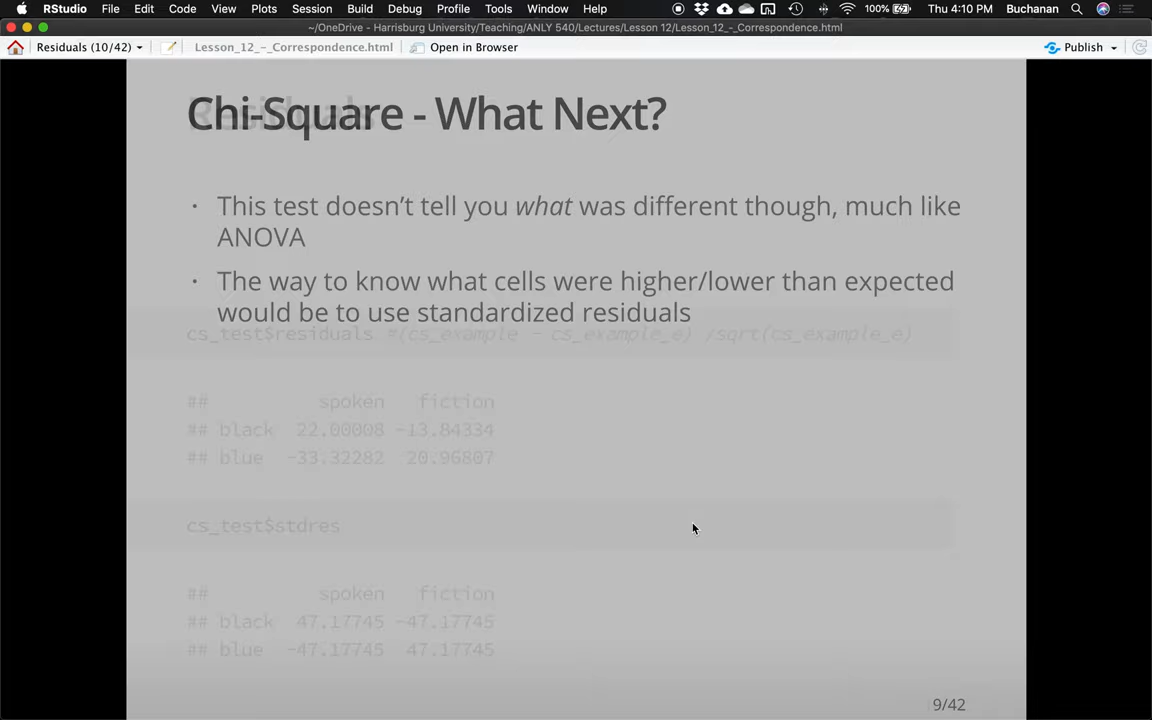 RStudio File Edit Code View Plots Session Build Debug Profile Tools Window Help 100% Thu 4:10 PM Buchanan
~/OneDrive - Harrisburg University/Teaching/ANLY 540/Lectures/Lesson 12/Lesson_12_-_Correspondence.html
Residuals (10/42) Lesson_12_-_Correspondence.html Open in Browser Publish
Residuals
Chi-Square - What Next?
• This test doesn't tell you what was different though, much like
ANOVA
• The way to know what cells were higher/lower than expected
would be to use standardized residuals
cs_test$residuals #(cs_example - cs_example_e) /sqrt(cs_example_e)
## spoken fiction
## black 22.00008 -13.84334
## blue -33.32282 20.96807
cs_test$stdres
## spoken fiction
## black 47.17745 -47.17745
## blue -47.17745 47.17745
9/42